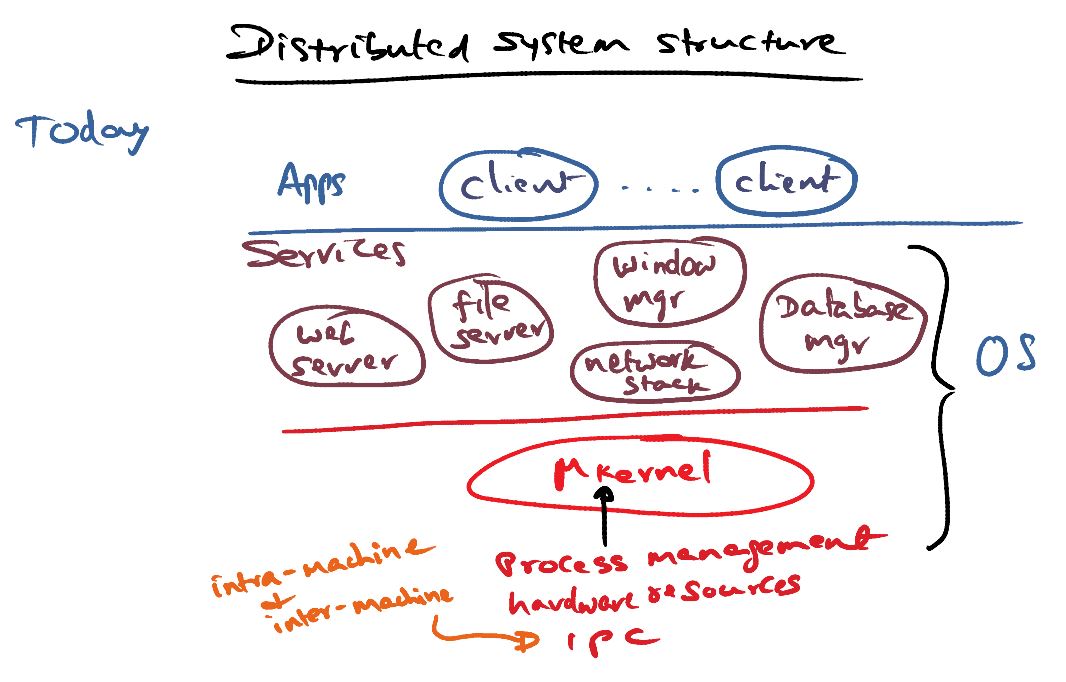 Distributed system structure
Today
Apps
client ..... client
Services
window
mgr
file
server
Database
mgr
web
server
network
stack
OS
μkernel
Process management
hardware resources
IPC
intra-machine
&
inter-machine